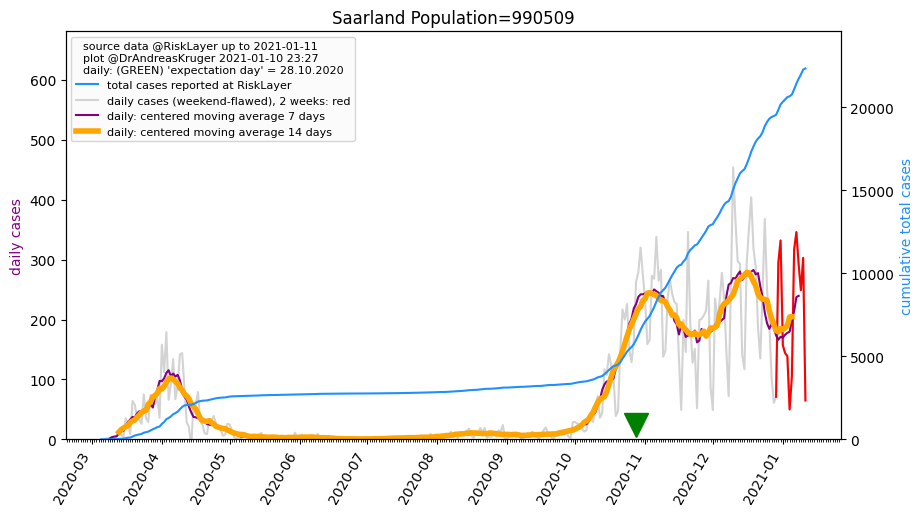 Saarland Population=990509
source data @RiskLayer up to 2021-01-11
plot @DrAndreasKruger 2021-01-10 23:27
daily: (GREEN) 'expectation day' = 28.10.2020
total cases reported at RiskLayer
daily cases (weekend-flawed), 2 weeks: red
daily: centered moving average 7 days
daily: centered moving average 14 days
daily cases
600
500
400
300
200
100
0
cumulative total cases
20000
15000
10000
5000
0
2020-03
2020-04
2020-05
2020-06
2020-07
2020-08
2020-09
2020-10
2020-11
2020-12
2021-01